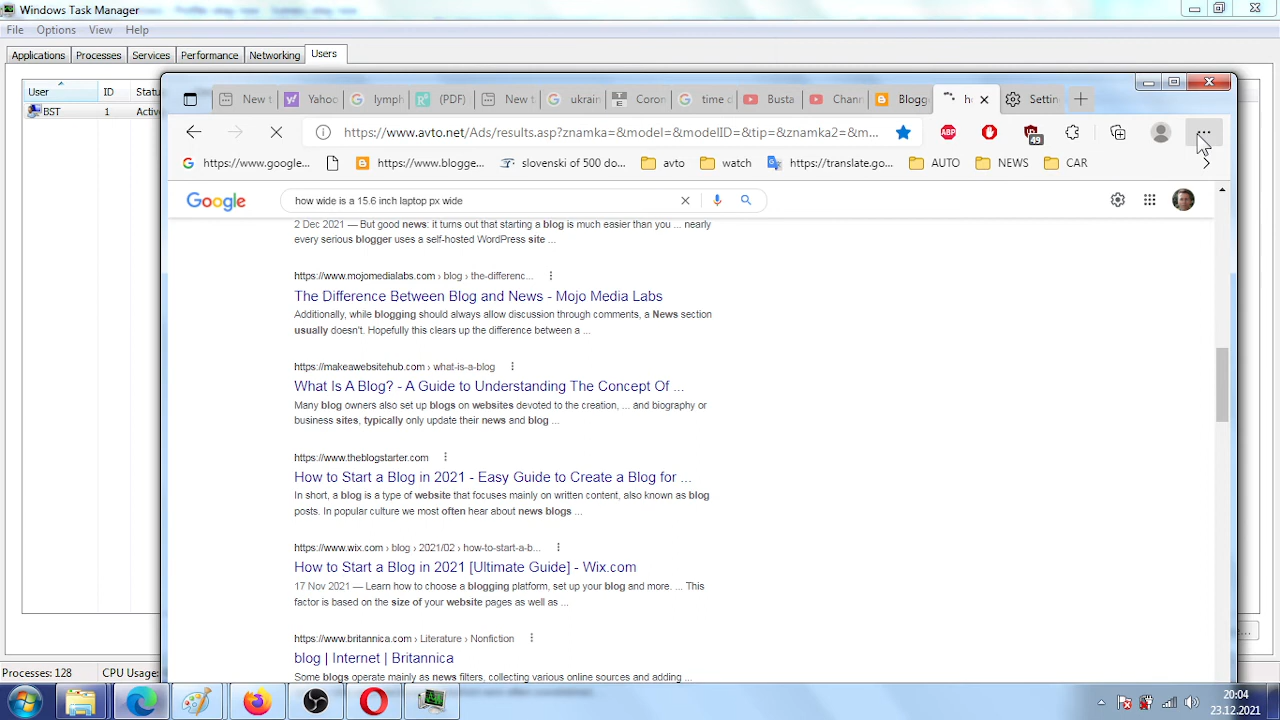 Windows Task Manager
File Options View Help
Applications Processes Services Performance Networking Users
User ID Statu
BST 1 Active
New t Yahoo lymph (PDF) New t ukrain Coron time Busta Chann Blogg Settin
https://www.avto.net/Ads/results.asp?znamka=&model=&modelID=&tip=&znamka2=&m...
ABP
49
https://www.google... https://www.blogge... slovenski of 500 do... avto watch https://translate.go... AUTO NEWS CAR
Google how wide is a 15.6 inch laptop px wide
2 Dec 2021 — But good news: it turns out that starting a blog is much easier than you ... nearly
every serious blogger uses a self-hosted WordPress site ...
https://www.mojomedialabs.com › blog › the-differenc...
The Difference Between Blog and News - Mojo Media Labs
Additionally, while blogging should always allow discussion through comments, a News section
usually doesn't. Hopefully this clears up the difference between a ...
https://makeawebsitehub.com › what-is-a-blog
What Is A Blog? - A Guide to Understanding The Concept Of ...
Many blog owners also set up blogs on websites devoted to the creation, ... and biography or
business sites, typically only update their news and blog ...
https://www.theblogstarter.com
How to Start a Blog in 2021 - Easy Guide to Create a Blog for ...
In short, a blog is a type of website that focuses mainly on written content, also known as blog
posts. In popular culture we most often hear about news blogs ...
https://www.wix.com › blog › 2021/02 › how-to-start-a-b...
How to Start a Blog in 2021 [Ultimate Guide] - Wix.com
17 Nov 2021 — Learn how to choose a blogging platform, set up your blog and more. ... This
factor is based on the size of your website pages as well as ...
https://www.britannica.com › Literature › Nonfiction
blog | Internet | Britannica
Some blogs operate mainly as news filters, collecting various online sources and adding ...
Processes: 128 CPU Usage:
20:04
23.12.2021